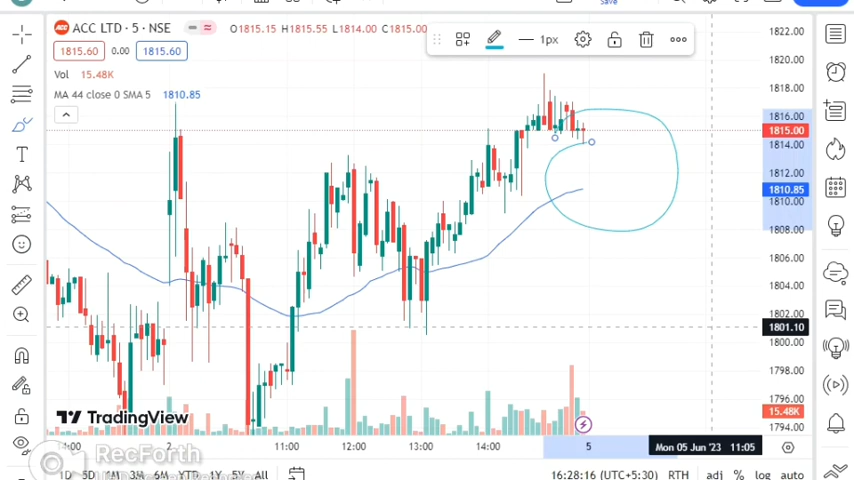 ACC LTD · 5 · NSE O1815.15 H1815.55 L1814.00 C1815.00
1815.60 0.00 1815.60
Vol 15.48K
MA 44 close 0 SMA 5 1810.85
Save
1px
1822.00
1820.00
1818.00
1816.00
1815.00
1814.00
1812.00
1810.85
1810.00
1808.00
1806.00
1804.00
1802.00
1801.10
1800.00
1798.00
1796.00
15.48K
1794.00
TradingView
:00 2 11:00 12:00 13:00 14:00 5 Mon 05 Jun '23 11:05
RecForth
1D 5D 1M 3M 6M YTD 1Y 5Y All 16:28:16 (UTC+5:30) RTH adj % log auto